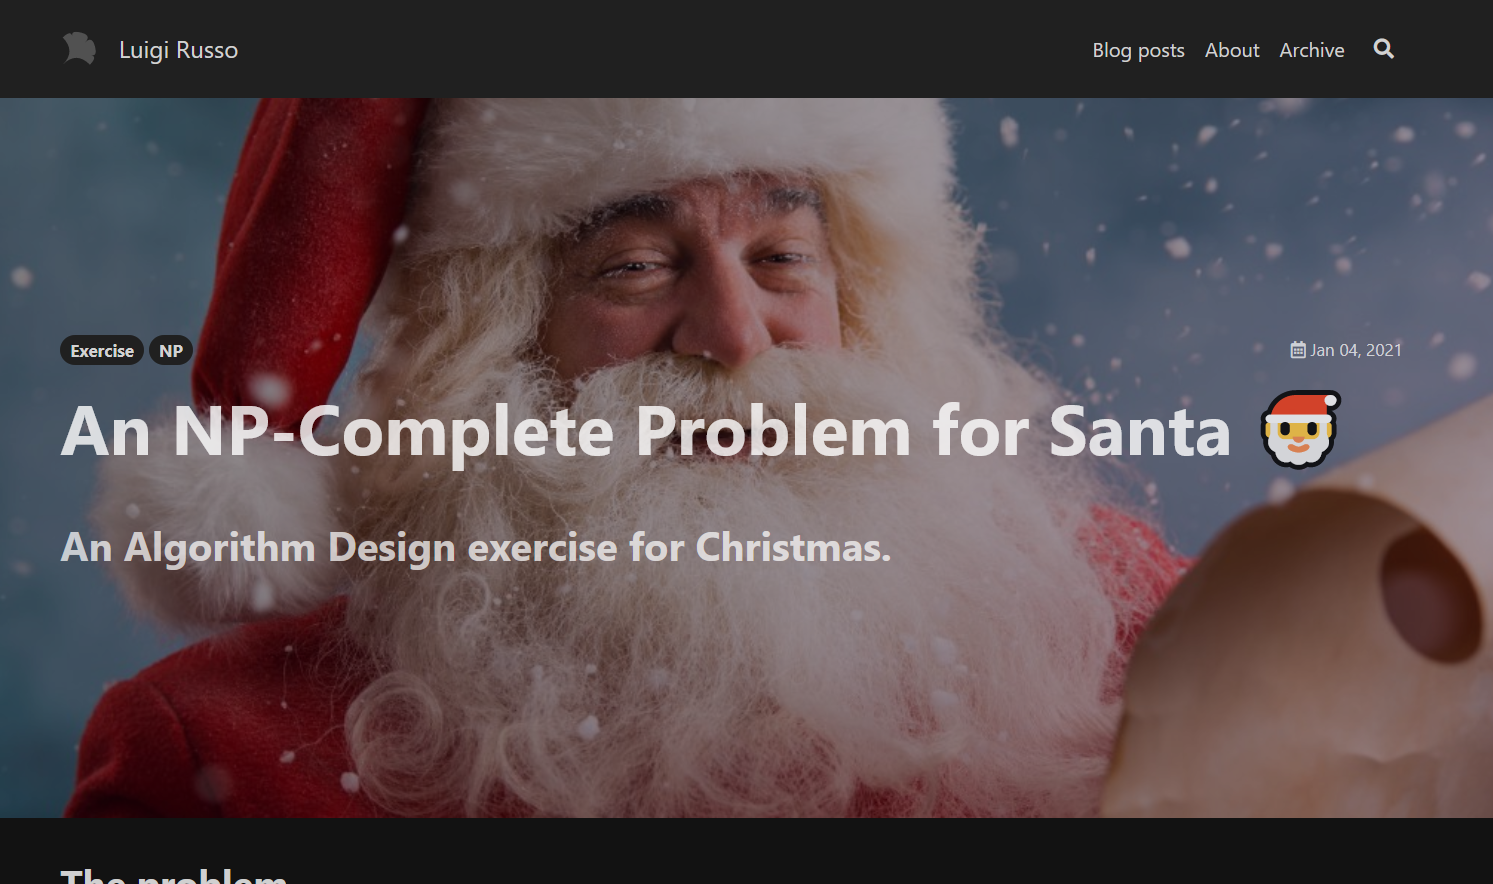 Luigi Russo
Blog posts About Archive
Exercise NP
Jan 04, 2021
An NP-Complete Problem for Santa 🎅
An Algorithm Design exercise for Christmas.
The problem